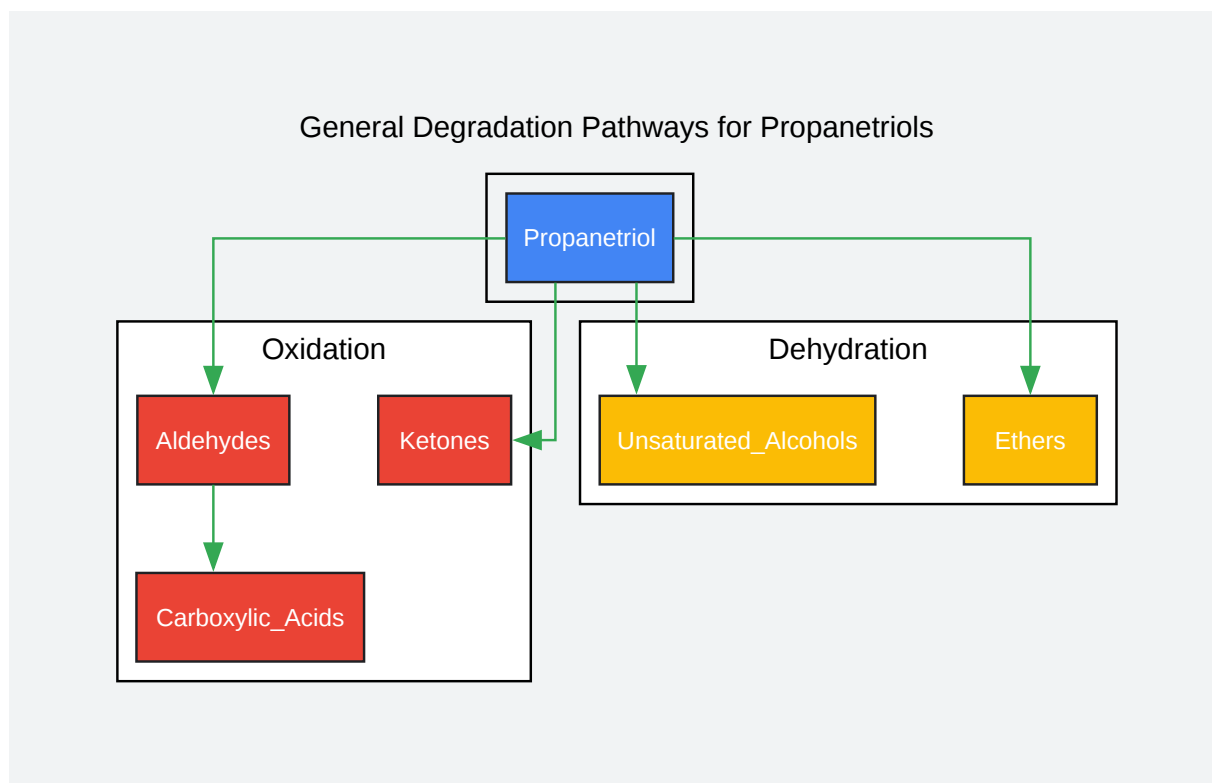 General Degradation Pathways for Propanetriols
Propanetriol
Oxidation
Dehydration
Aldehydes
Ketones
Unsaturated_Alcohols
Ethers
Carboxylic_Acids